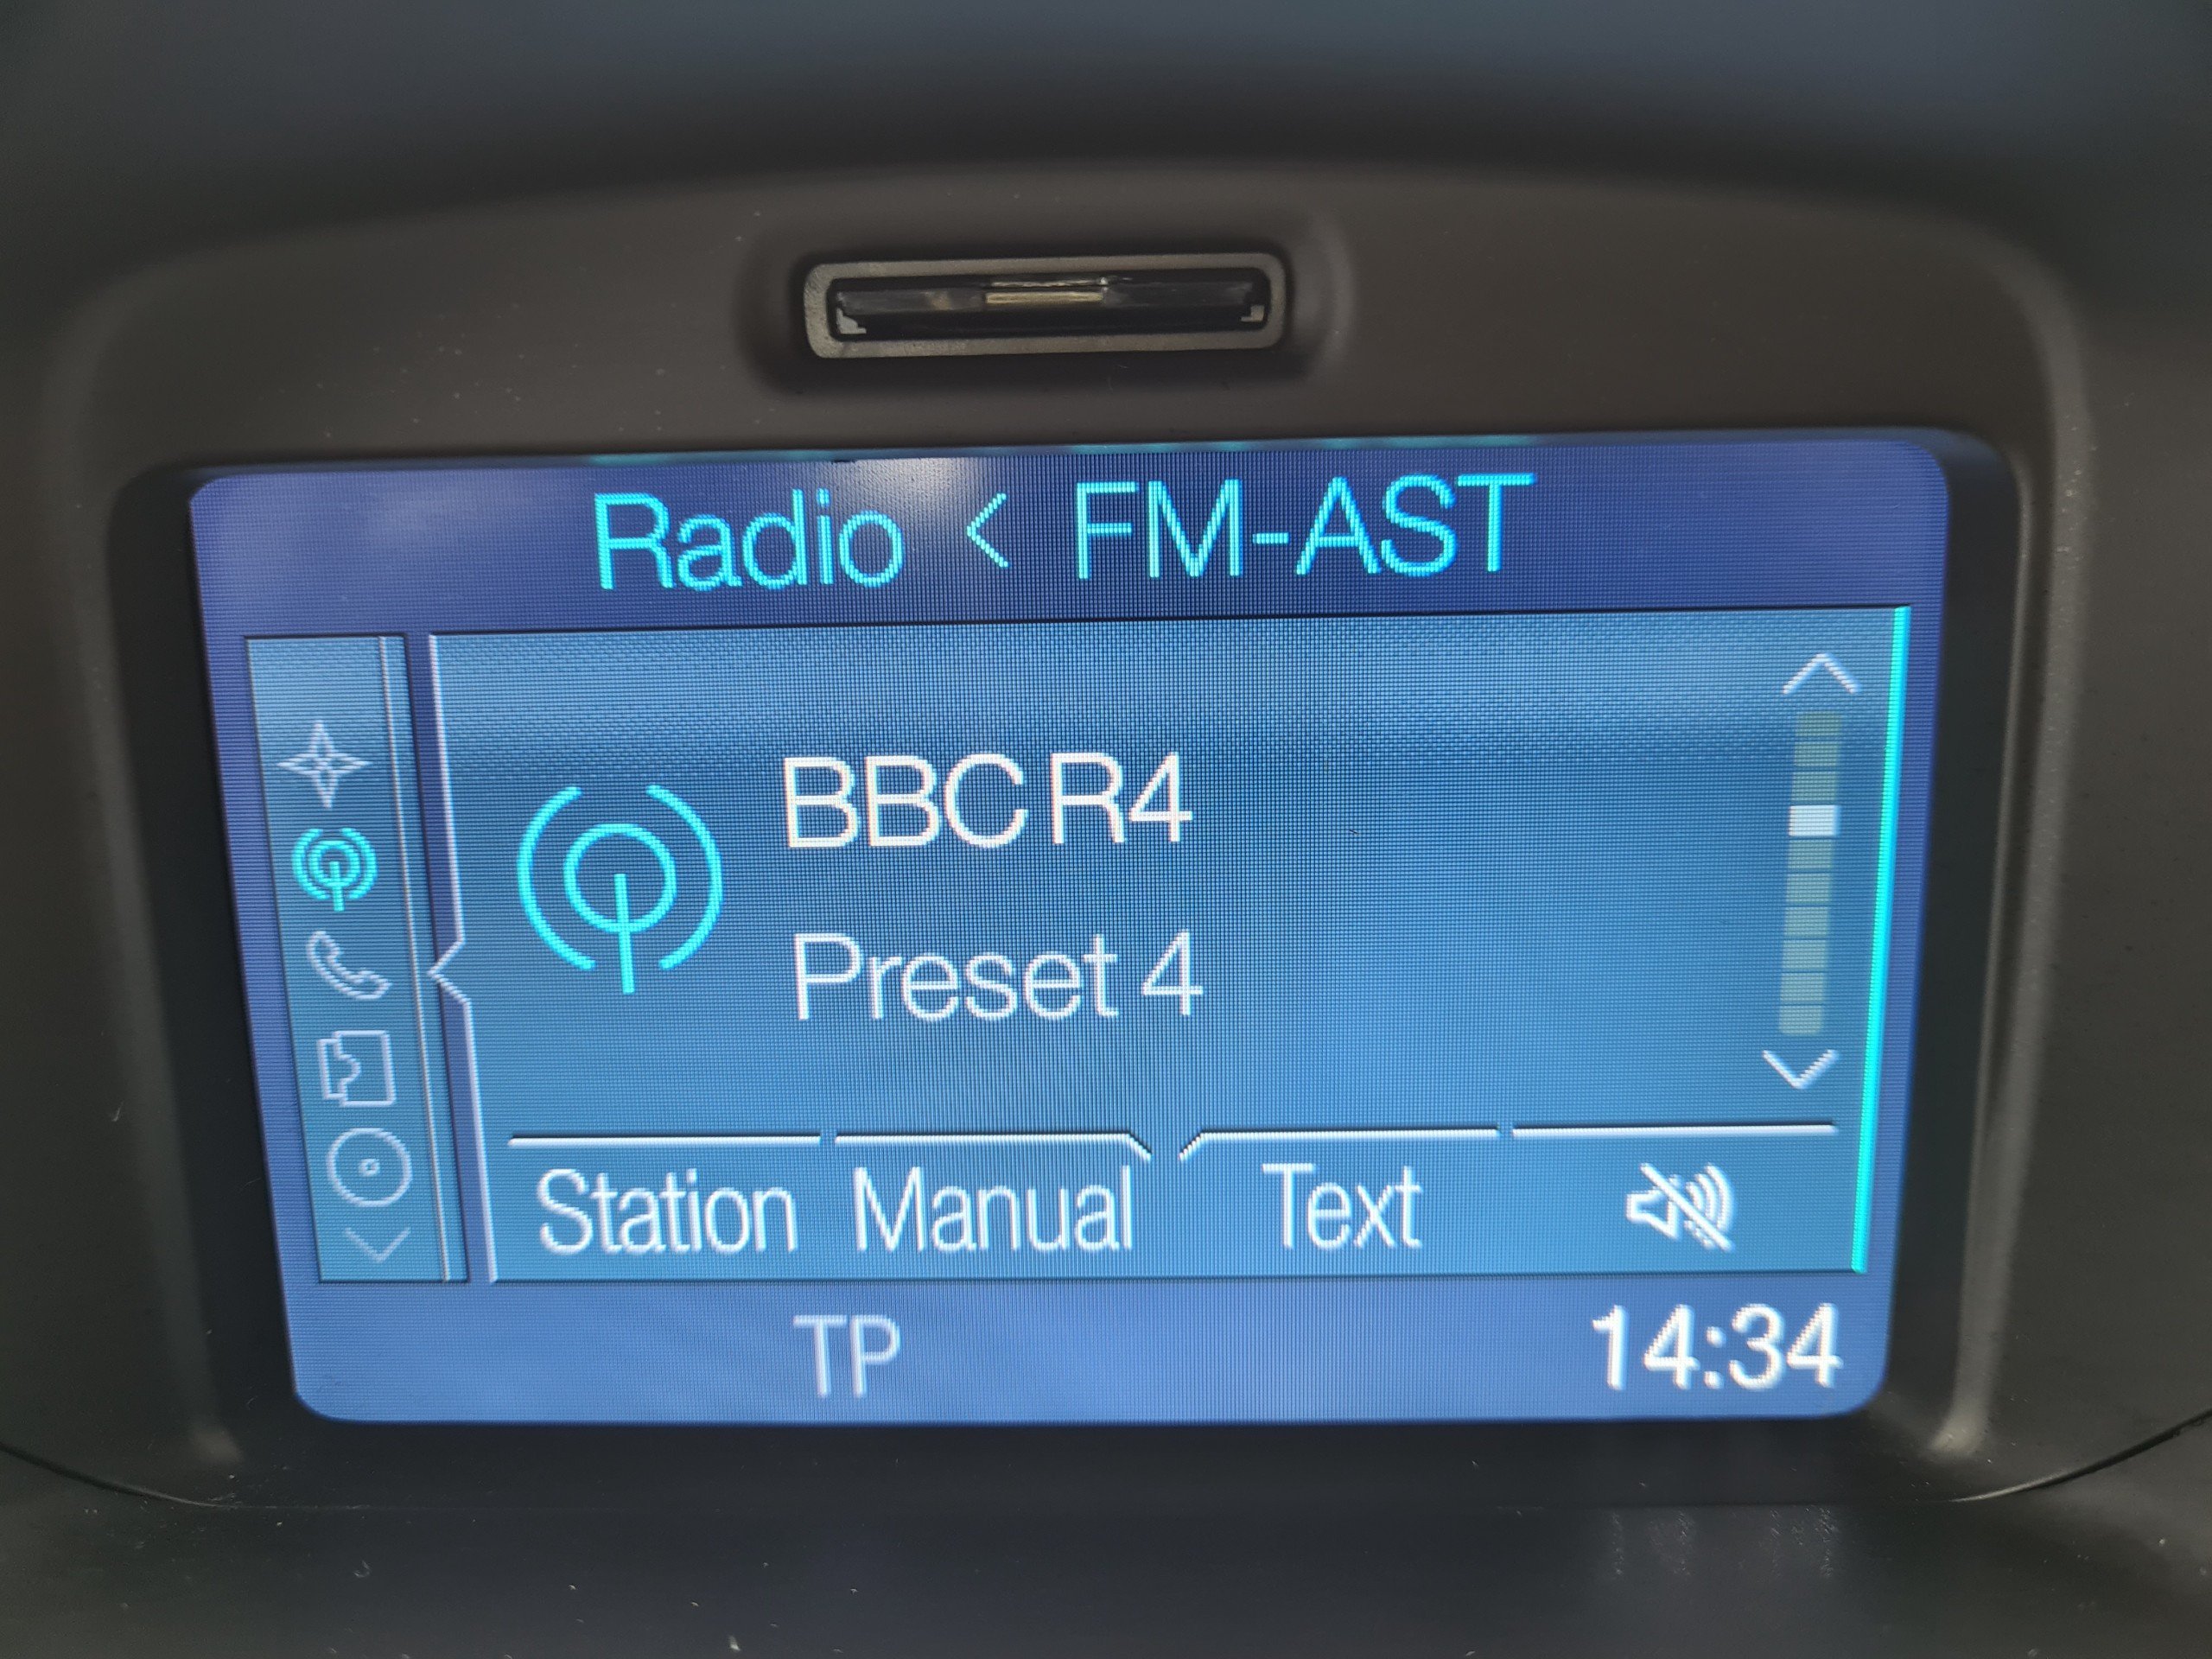 Radio < FM-AST
BBC R4
Preset 4
Station Manual Text
TP 14:34